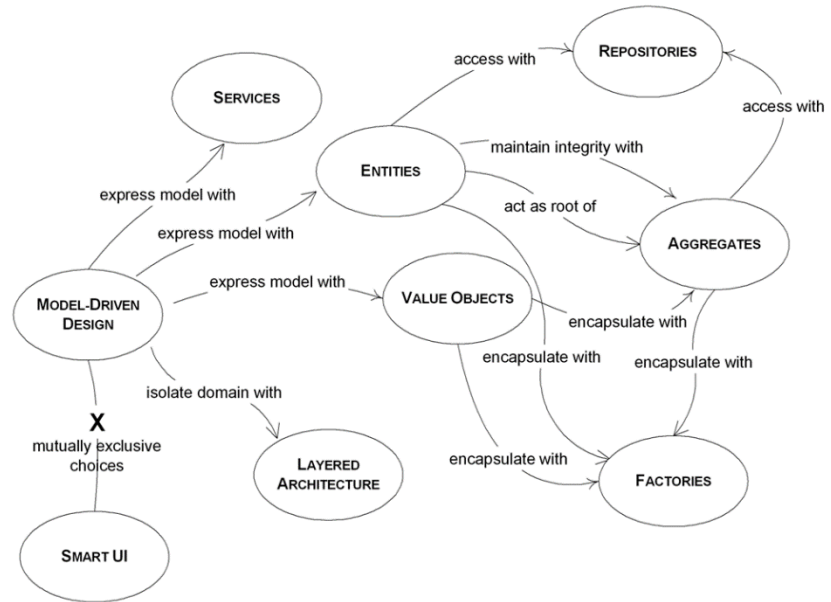 REPOSITORIES
access with
SERVICES
access with
maintain integrity with
ENTITIES
express model with
act as root of
express model with
AGGREGATES
express model with
MODEL-DRIVEN
DESIGN
VALUE OBJECTS
encapsulate with
encapsulate with
encapsulate with
isolate domain with
X
mutually exclusive
choices
encapsulate with
LAYERED
ARCHITECTURE
FACTORIES
SMART UI